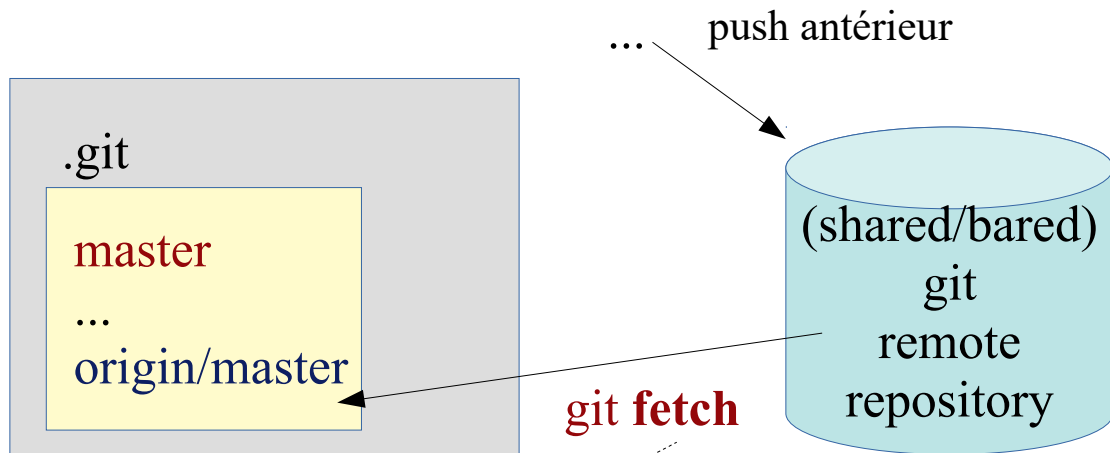 ... push antérieur
.git
master
...
origin/master
(shared/bared)
git
remote
repository
git fetch